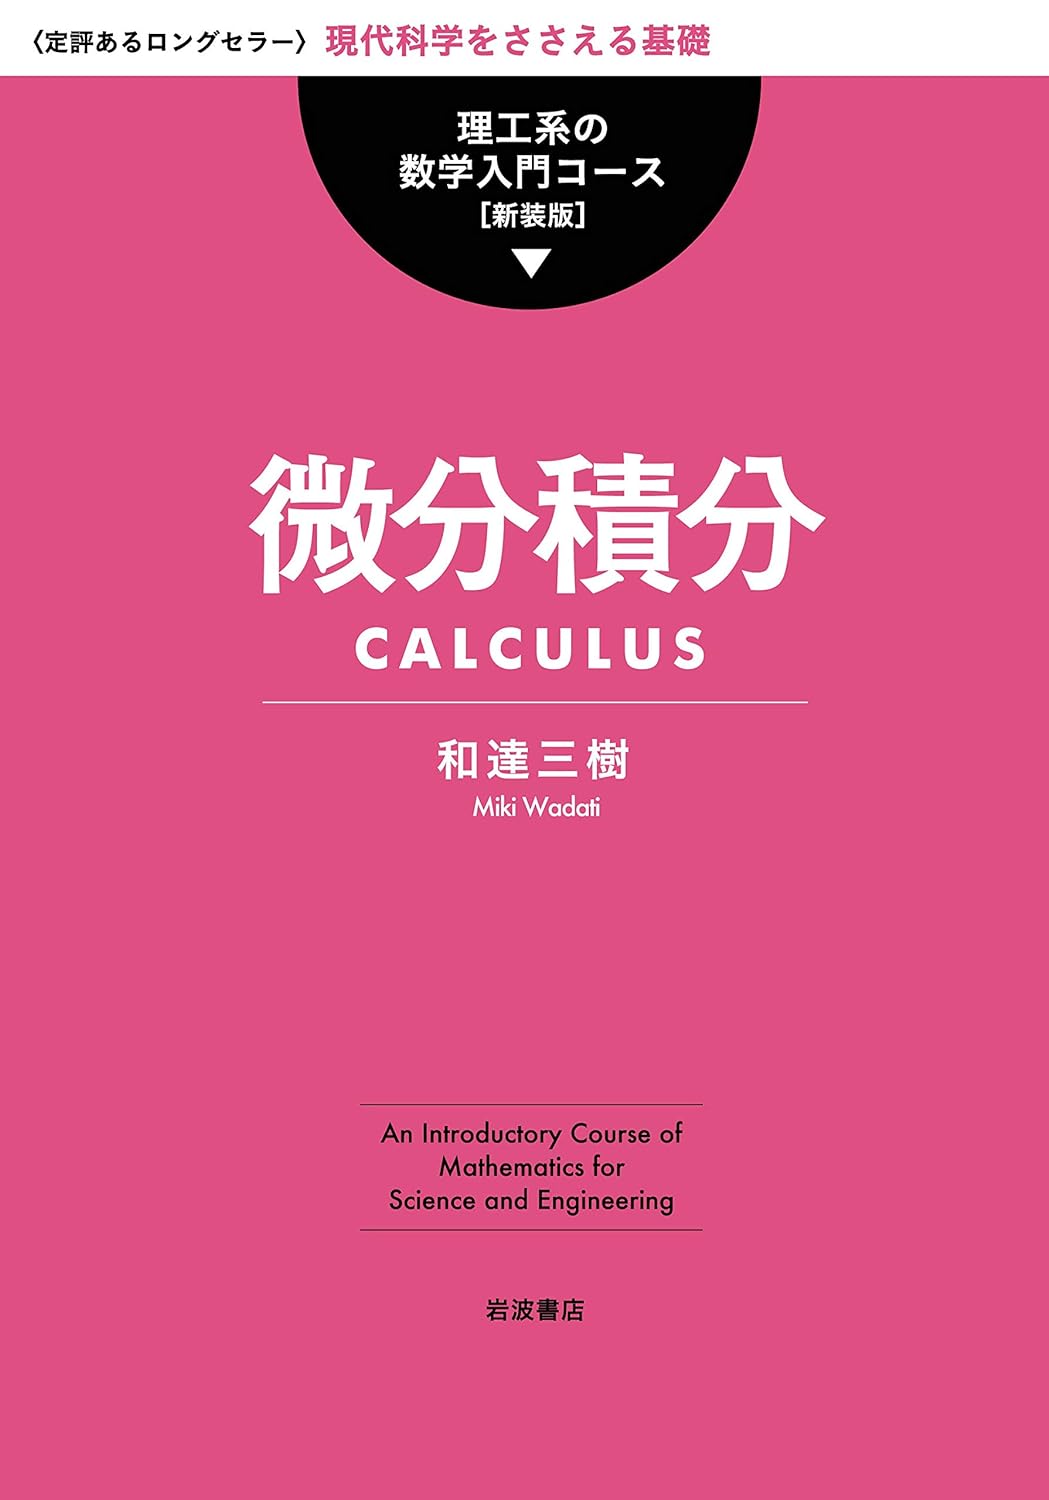 〈定評あるロングセラー〉現代科学をささえる基礎
理工系の
数学入門コース
[新装版]
微分積分
CALCULUS
和達三樹
Miki Wadati
An Introductory Course of
Mathematics for
Science and Engineering
岩波書店